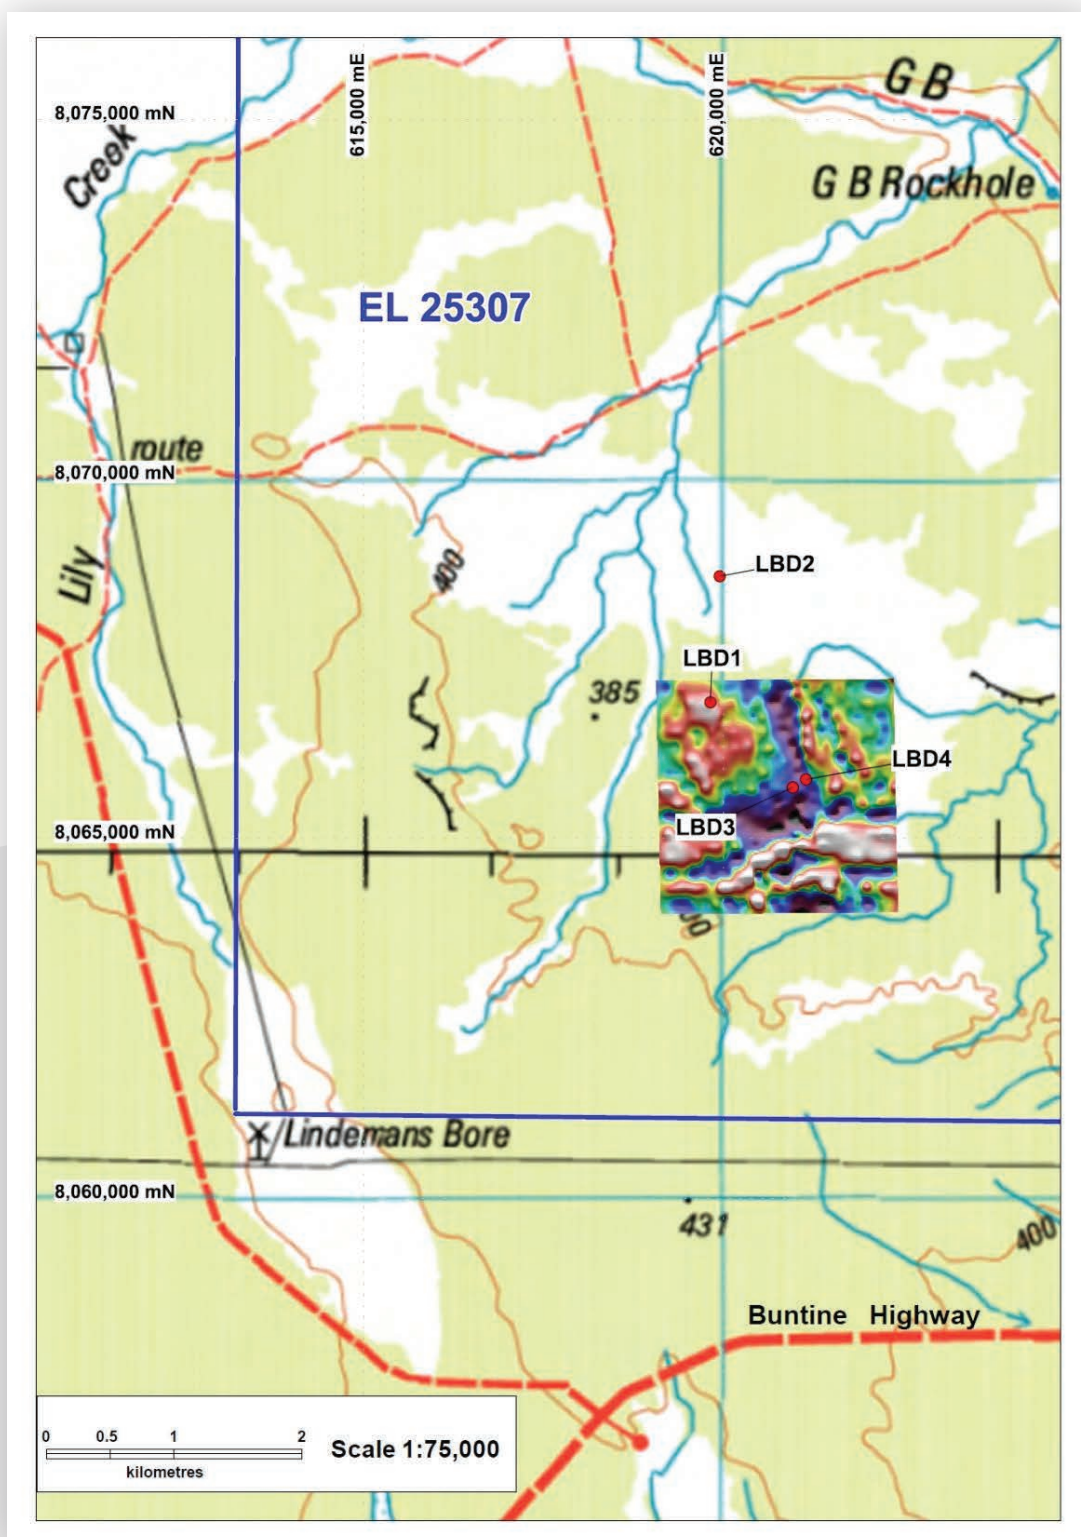 615,000 mE
620,000 mE
G B
8,075,000 mN
Creek
G B Rockhole
EL 25307
route
8,070,000 mN
Lily
400
LBD2
LBD1
385
LBD4
LBD3
8,065,000 mN
Lindemans Bore
8,060,000 mN
431
400
Buntine Highway
0 0.5 1 2
kilometres
Scale 1:75,000